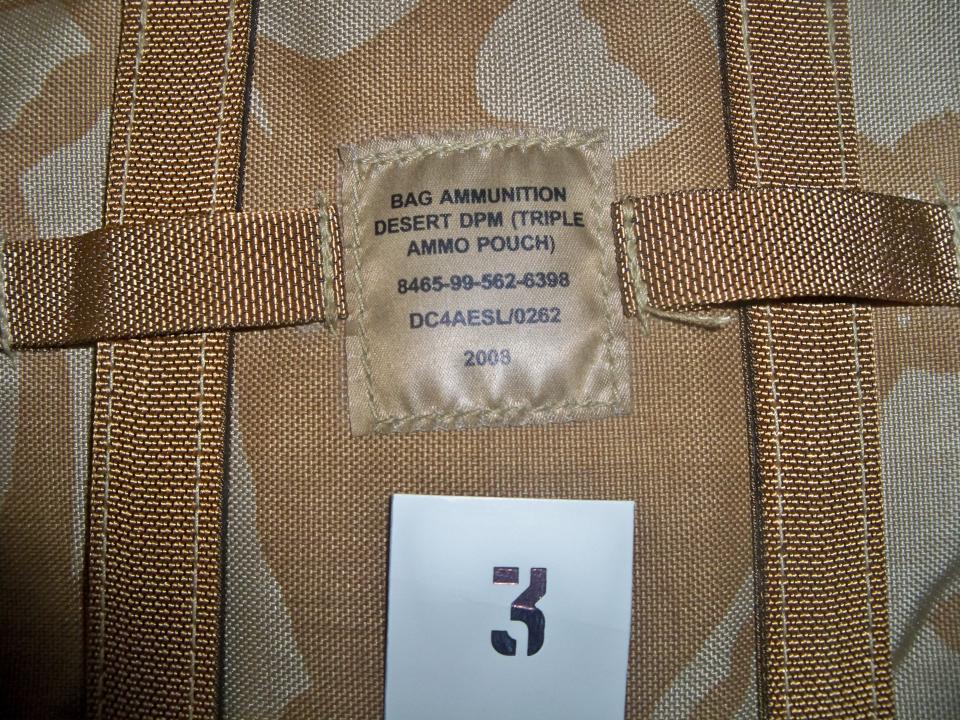 BAG AMMUNITION
DESERT DPM (TRIPLE
AMMO POUCH)
8465-99-562-6398
DC4AESL/0262
2008
3